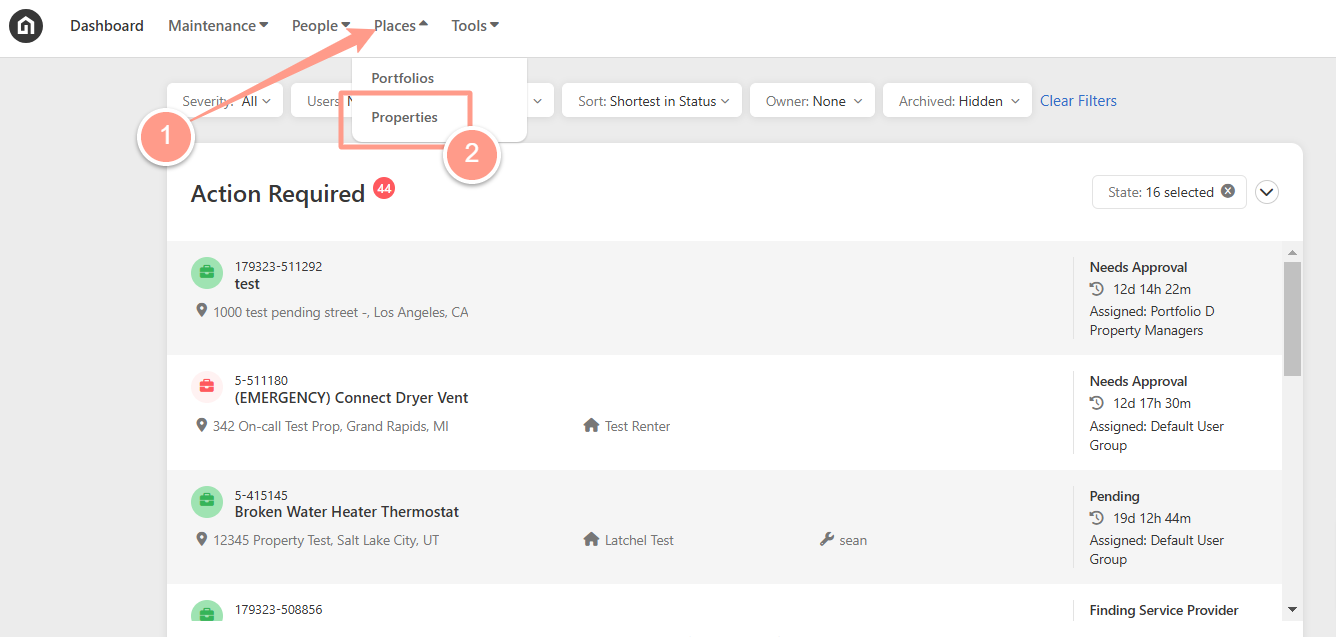 Dashboard Maintenance People Places Tools
Portfolios
Severity: All Users: N Sort: Shortest in Status Owner: None Archived: Hidden Clear Filters
Properties
1
2
Action Required 44
State: 16 selected
179323-511292
test
1000 test pending street -, Los Angeles, CA
Needs Approval
12d 14h 22m
Assigned: Portfolio D
Property Managers
5-511180
(EMERGENCY) Connect Dryer Vent
342 On-call Test Prop, Grand Rapids, MI
Test Renter
Needs Approval
12d 17h 30m
Assigned: Default User
Group
5-415145
Broken Water Heater Thermostat
12345 Property Test, Salt Lake City, UT
Latchel Test
sean
Pending
19d 12h 44m
Assigned: Default User
Group
179323-508856
Finding Service Provider